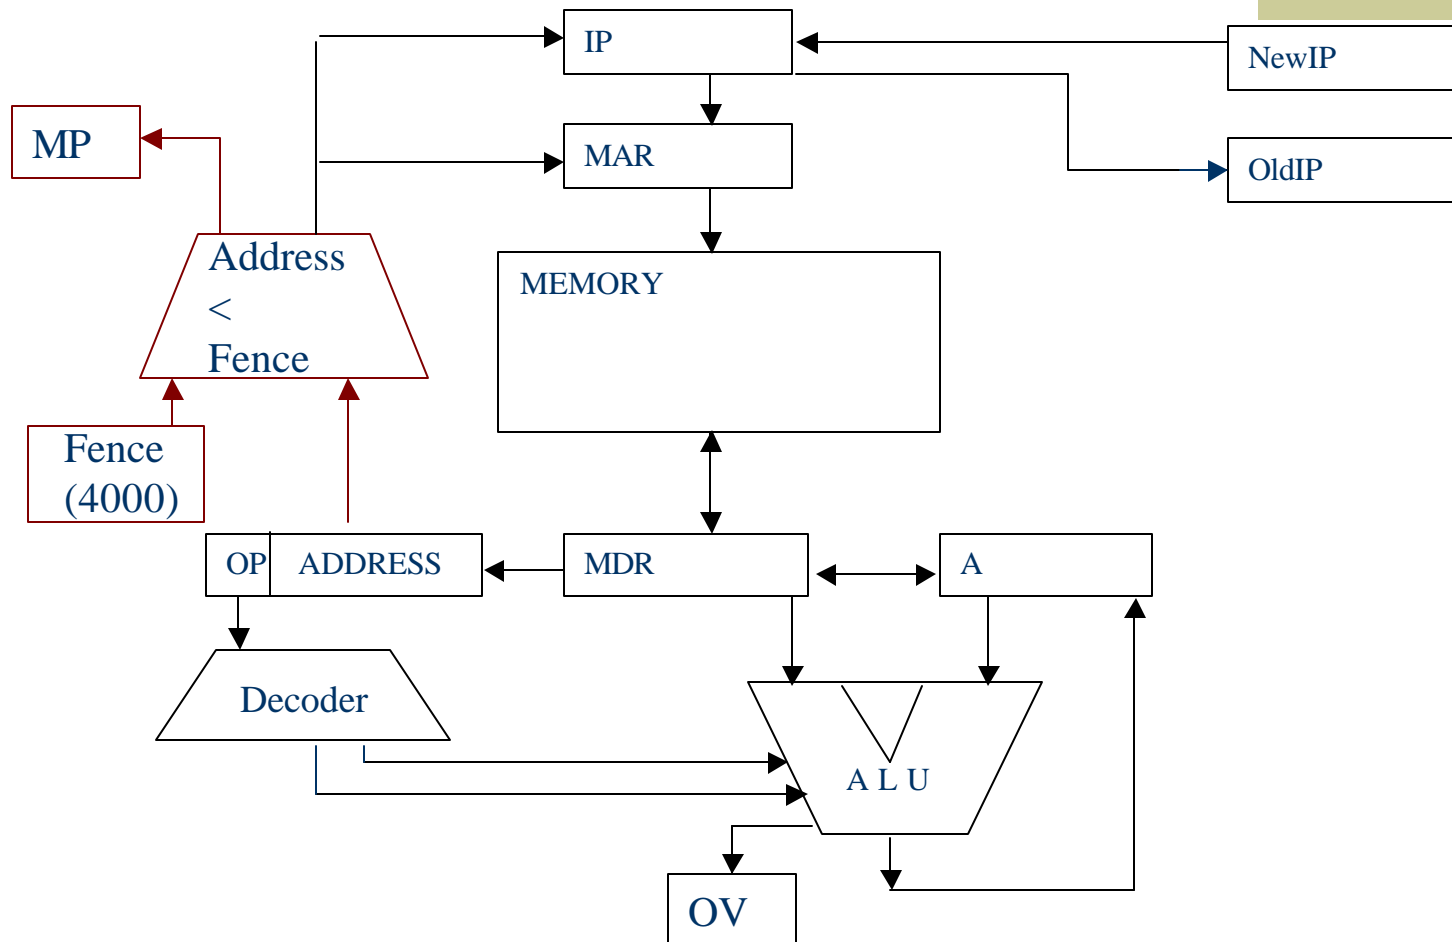 IP
NewIP
MP
MAR
OldIP
Address
<
Fence
MEMORY
Fence
(4000)
OP
ADDRESS
MDR
A
Decoder
A L U
OV